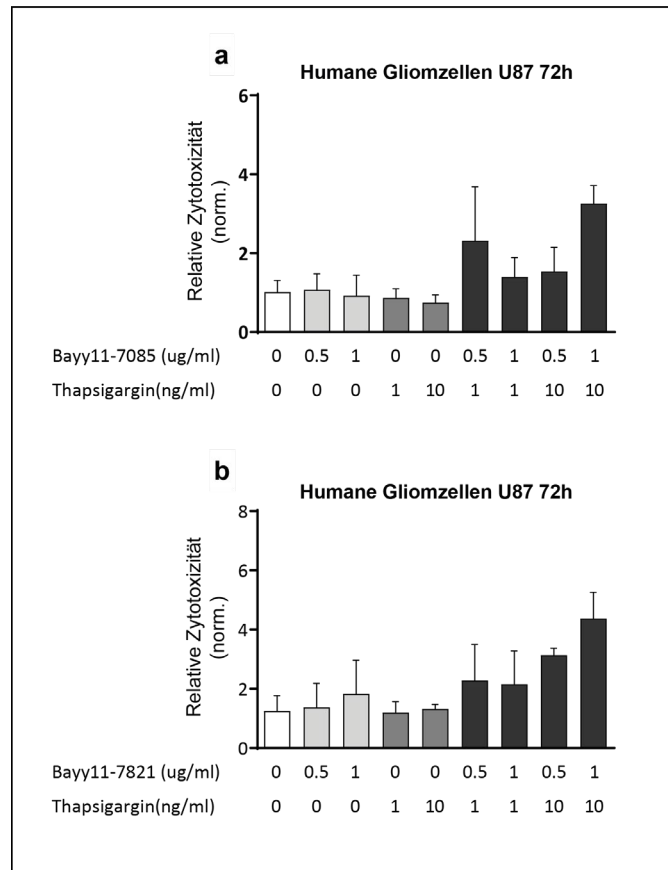 a
Humane Gliomzellen U87 72h
Relative Zytotoxizität
(norm.)
6
4
2
0
Bayy11-7085 (ug/ml) 0 0.5 1 0 0 0.5 1 0.5 1
Thapsigargin(ng/ml) 0 0 0 1 10 1 1 10 10
b
Humane Gliomzellen U87 72h
Relative Zytotoxizität
(norm.)
8
6
4
2
0
Bayy11-7821 (ug/ml) 0 0.5 1 0 0 0.5 1 0.5 1
Thapsigargin(ng/ml) 0 0 0 1 10 1 1 10 10